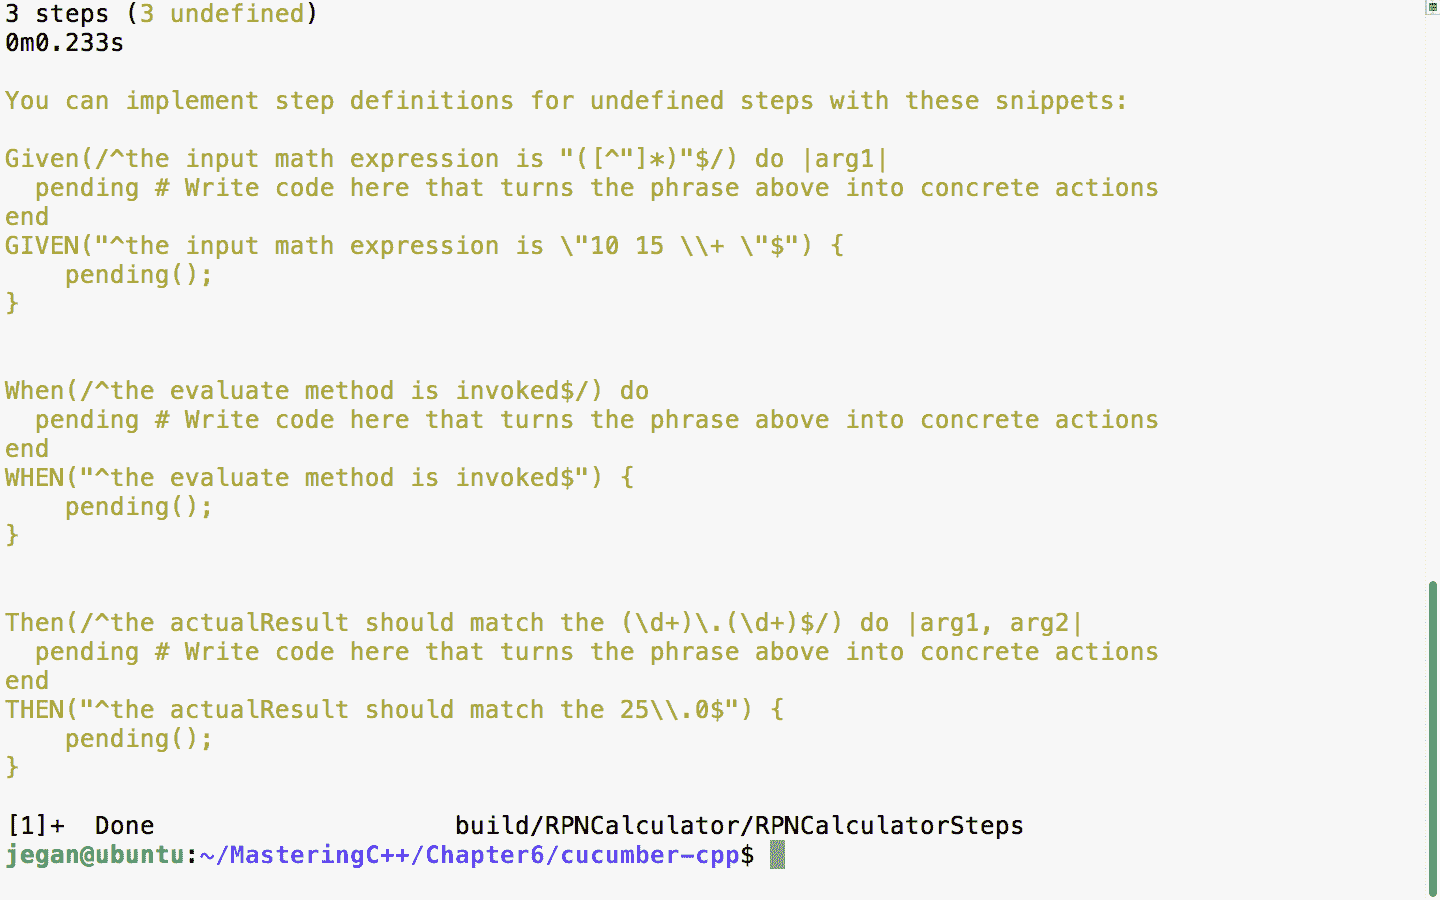 3 steps (3 undefined)
0m0.233s
You can implement step definitions for undefined steps with these snippets:
Given(/^the input math expression is "([^"]*)"$/) do |arg1|
  pending # Write code here that turns the phrase above into concrete actions
end
GIVEN("^the input math expression is \"10 15 \\+ \"$") {
    pending();
}
When(/^the evaluate method is invoked$/) do
  pending # Write code here that turns the phrase above into concrete actions
end
WHEN("^the evaluate method is invoked$") {
    pending();
}
Then(/^the actualResult should match the (\d+)\.(\d+)$/) do |arg1, arg2|
  pending # Write code here that turns the phrase above into concrete actions
end
THEN("^the actualResult should match the 25\\.0$") {
    pending();
}
[1]+  Done                    build/RPNCalculator/RPNCalculatorSteps
jegan@ubuntu:~/MasteringC++/Chapter6/cucumber-cpp$